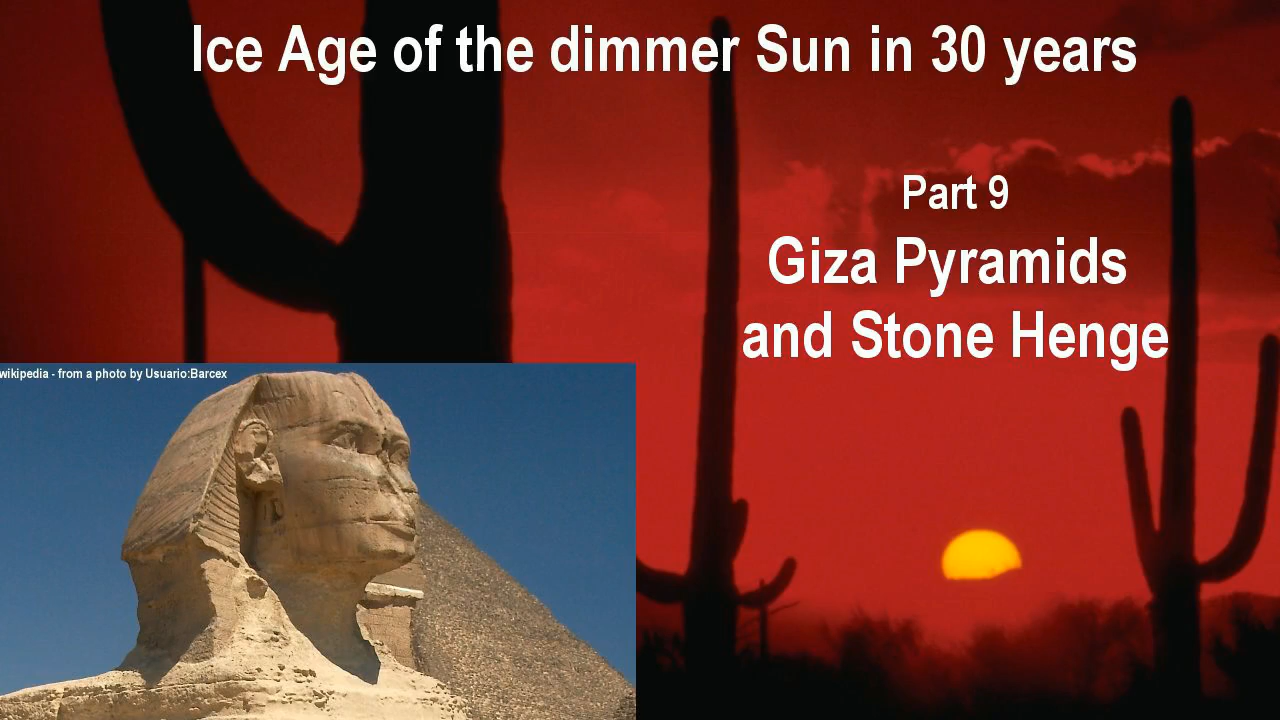 Ice Age of the dimmer Sun in 30 years
Part 9
Giza Pyramids
and Stone Henge
wikipedia - from a photo by Usuario:Barcex